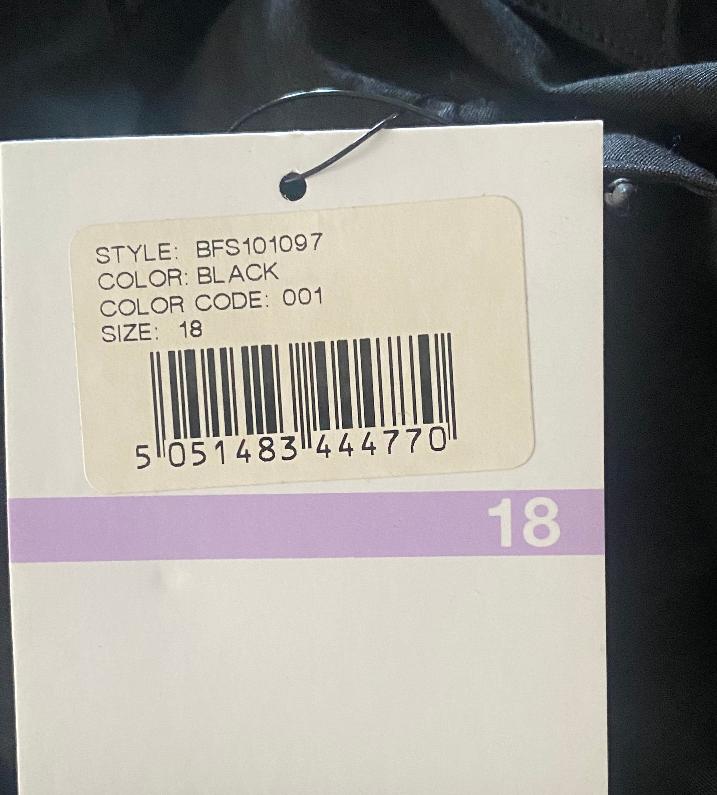 STYLE: BFS101097
COLOR: BLACK
COLOR CODE: 001
SIZE: 18
5 051483 444770
18